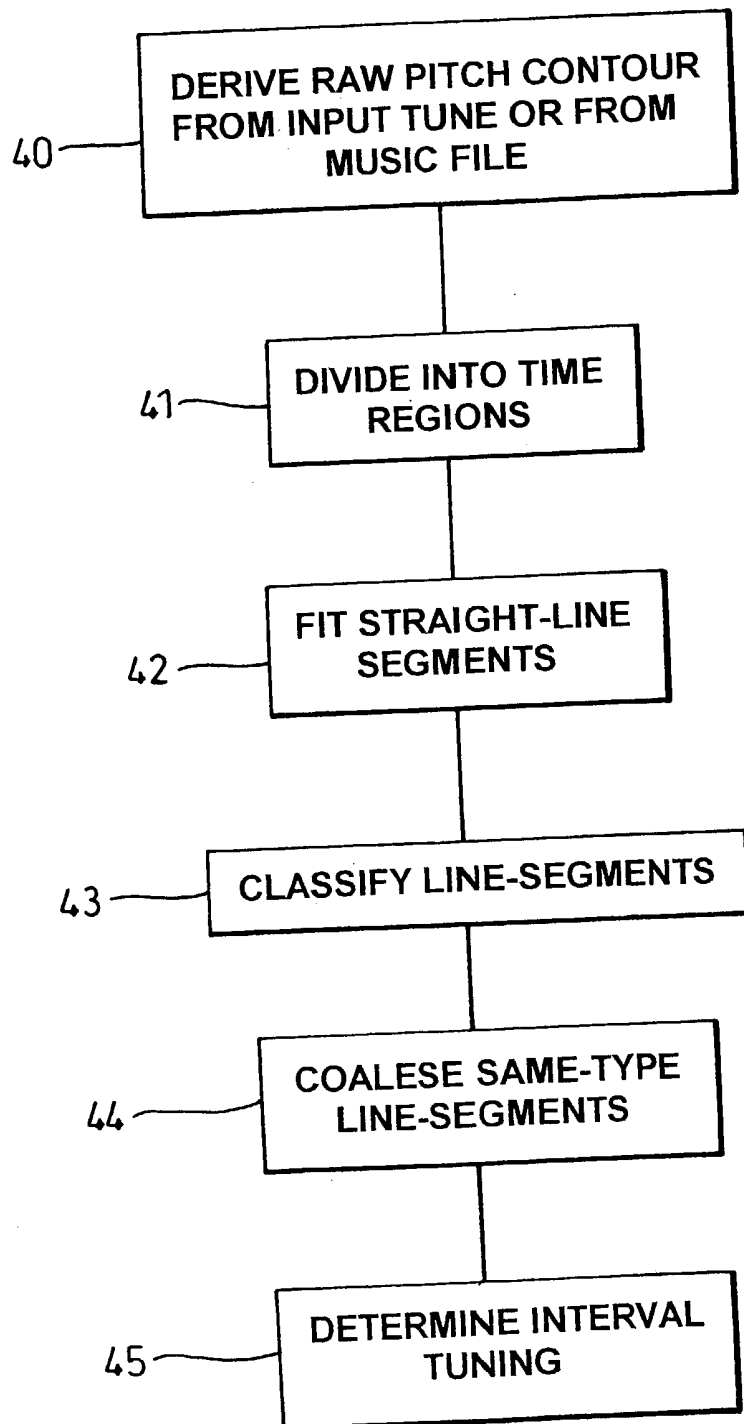 DERIVE RAW PITCH CONTOUR
FROM INPUT TUNE OR FROM
MUSIC FILE
40
DIVIDE INTO TIME
REGIONS
41
FIT STRAIGHT-LINE
SEGMENTS
42
CLASSIFY LINE-SEGMENTS
43
COALESE SAME-TYPE
LINE-SEGMENTS
44
DETERMINE INTERVAL
TUNING
45